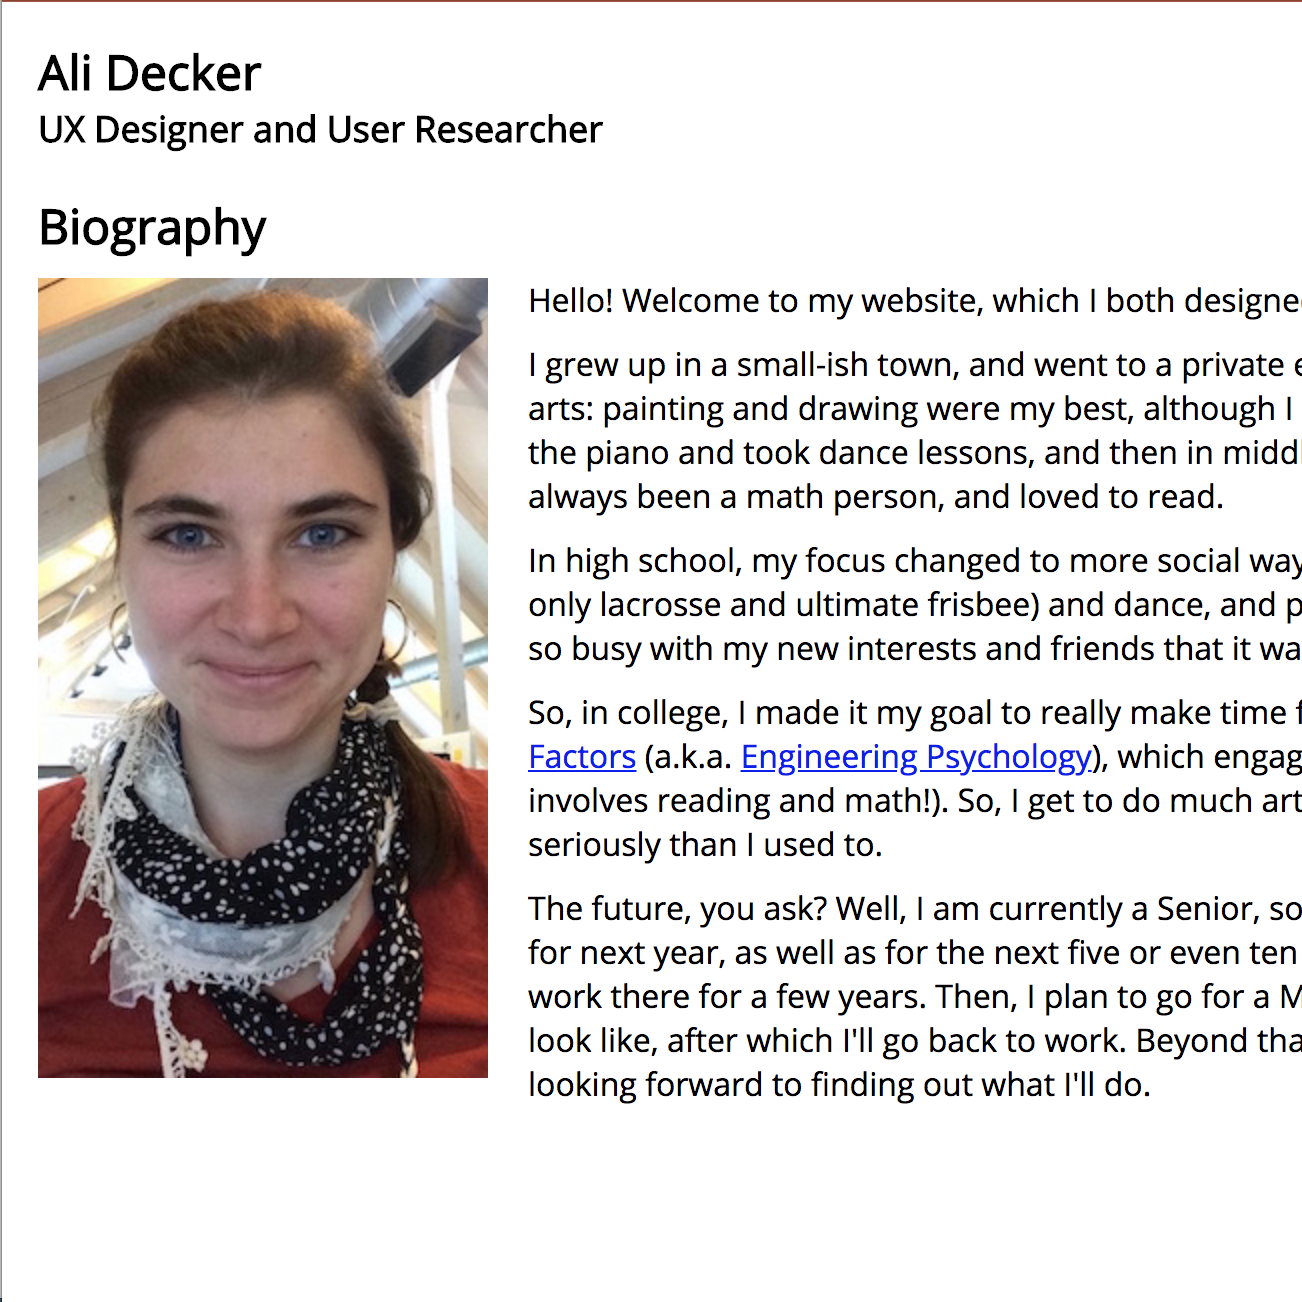 Ali Decker
UX Designer and User Researcher
Biography
Hello! Welcome to my website, which I both designed
I grew up in a small-ish town, and went to a private
arts: painting and drawing were my best, although I
the piano and took dance lessons, and then in
always been a math person, and loved to read.
In high school, my focus changed to more social
only lacrosse and ultimate frisbee) and dance, and
so busy with my new interests and friends that it
So, in college, I made it my goal to really make time
Factors (a.k.a. Engineering Psychology), which
involves reading and math!). So, I get to do much art
seriously than I used to.
The future, you ask? Well, I am currently a Senior, so
for next year, as well as for the next five or even ten
work there for a few years. Then, I plan to go for a
look like, after which I'll go back to work. Beyond
looking forward to finding out what I'll do.